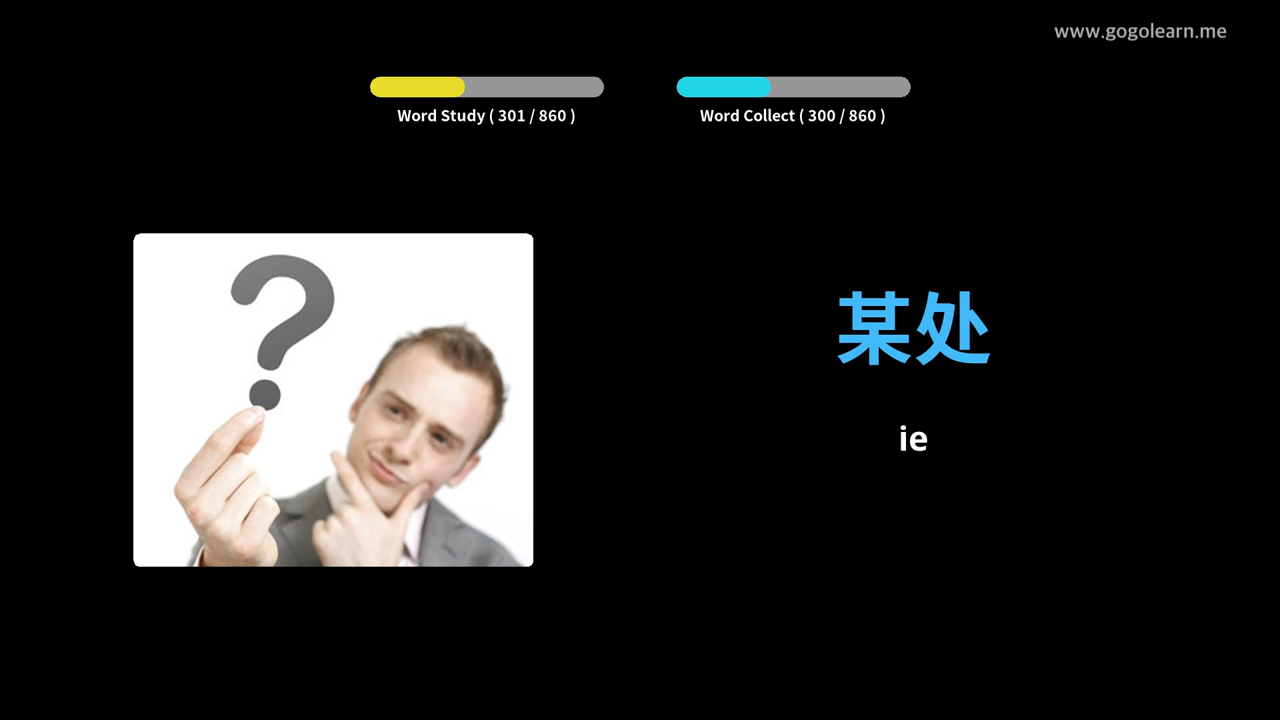 www.gogolearn.me
Word Study ( 301 / 860 )
Word Collect ( 300 / 860 )
?
某处
ie